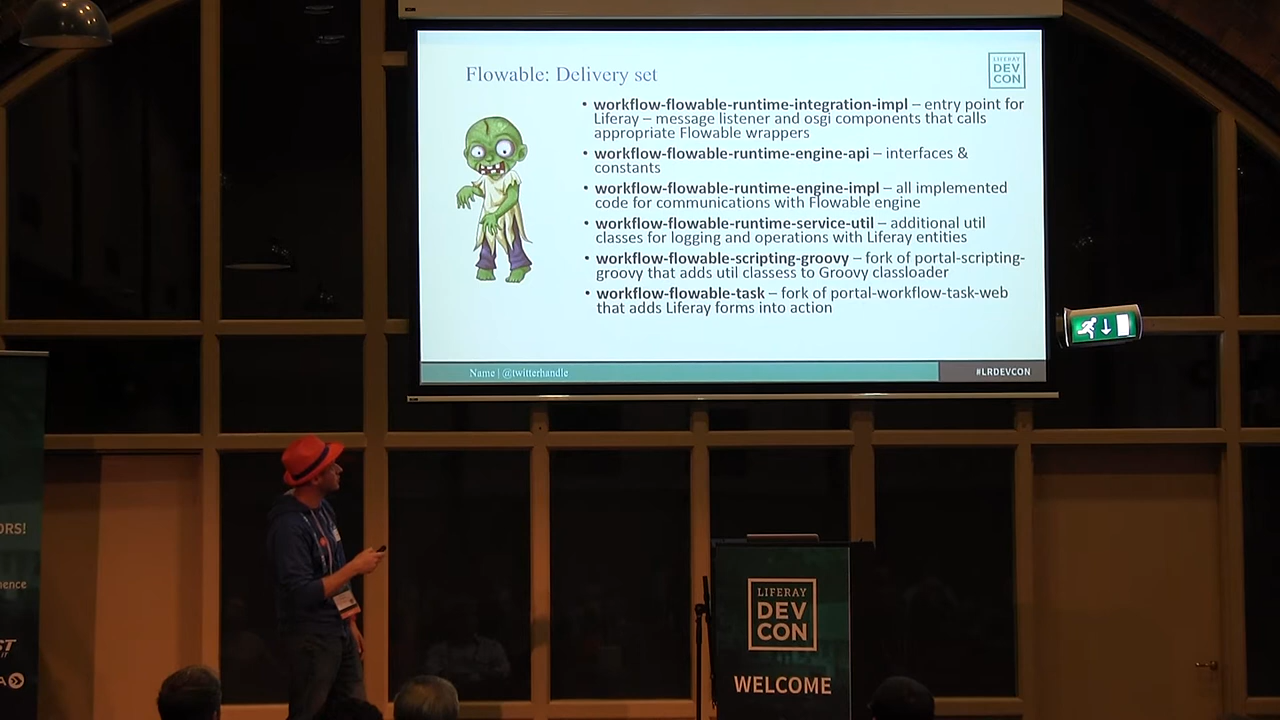 Flowable: Delivery set
LIFERAY
DEV
CON
• workflow-flowable-runtime-integration-impl – entry point for
Liferay – message listener and osgi components that calls
appropriate Flowable wrappers
• workflow-flowable-runtime-engine-api – interfaces &
constants
• workflow-flowable-runtime-engine-impl – all implemented
code for communications with Flowable engine
• workflow-flowable-runtime-service-util – additional util
classes for logging and operations with Liferay entities
• workflow-flowable-scripting-groovy – fork of portal-scripting-
groovy that adds util classess to Groovy classloader
• workflow-flowable-task – fork of portal-workflow-task-web
that adds Liferay forms into action
Name | @twitterhandle
#LRDEVCON
ORS!
LIFERAY
DEV
CON
WELCOME